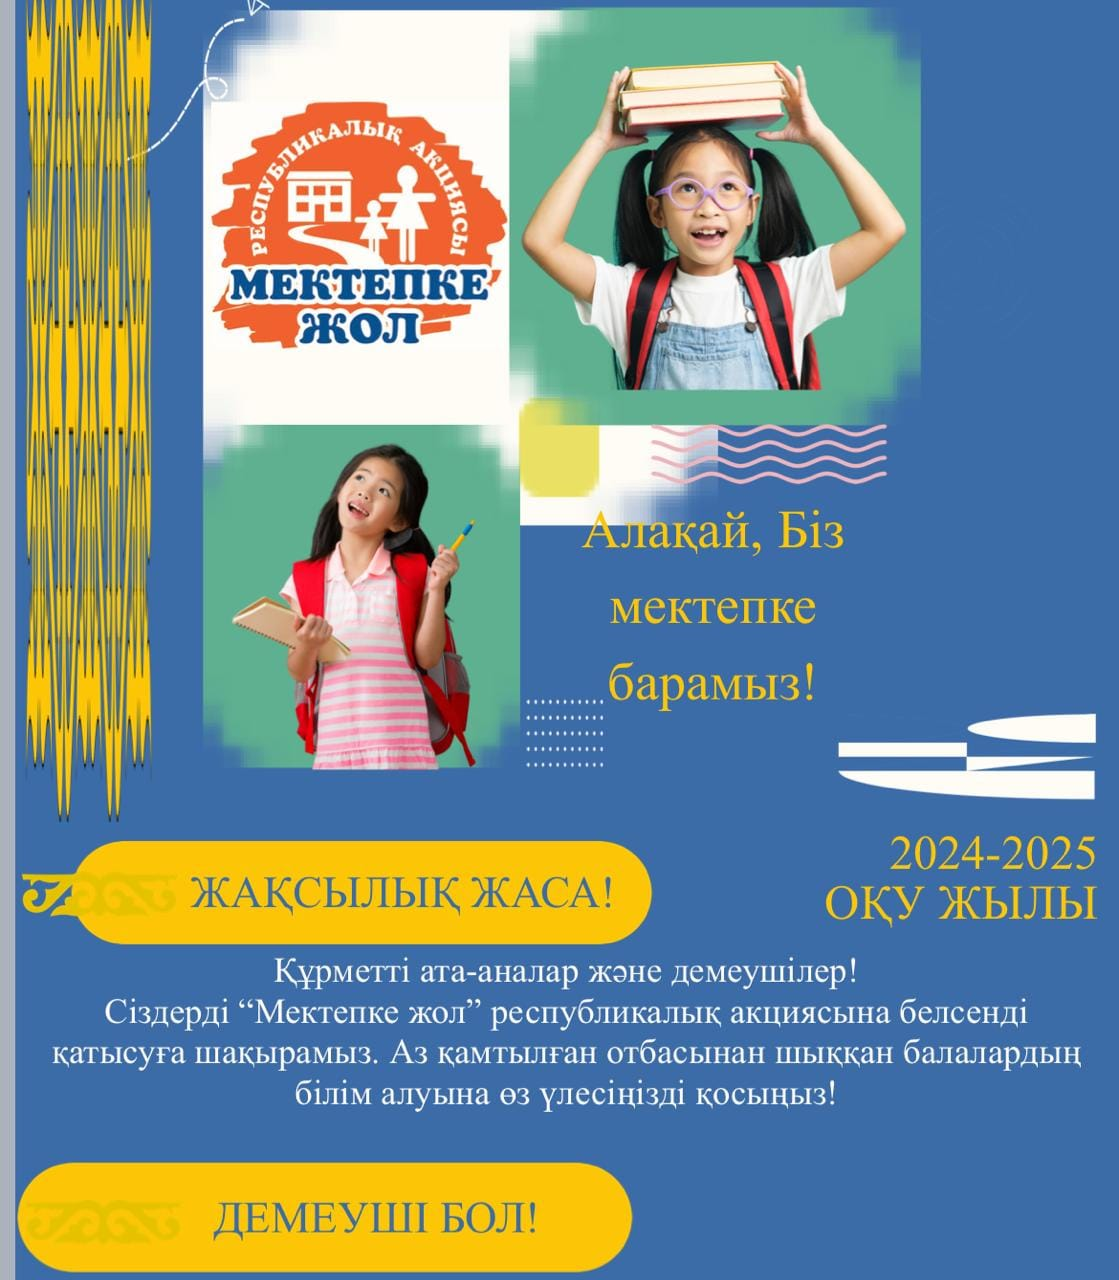 РЕСПУБЛИКАЛЫҚ АКЦИЯСЫ
МЕКТЕПКЕ
ЖОЛ
Алақай, Біз
мектепке
барамыз!
2024-2025
ОҚУ ЖЫЛЫ
ЖАҚСЫЛЫҚ ЖАСА!
Құрметті ата-аналар және демеушілер!
Сіздерді “Мектепке жол” республикалық акциясына белсенді
қатысуға шақырамыз. Аз қамтылған отбасынан шыққан балалардың
білім алуына өз үлесіңізді қосыңыз!
ДЕМЕУШІ БОЛ!